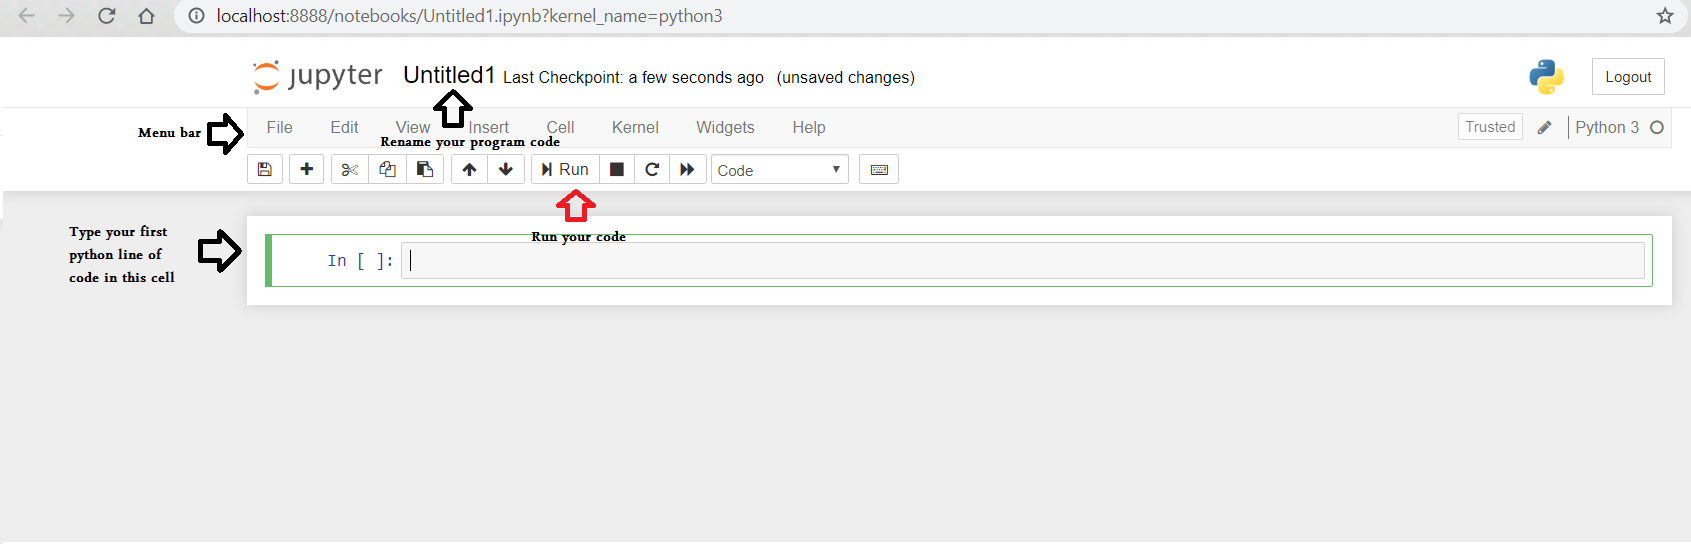 localhost:8888/notebooks/Untitled1.ipynb?kernel_name=python3
jupyter Untitled1 Last Checkpoint: a few seconds ago (unsaved changes)
Logout
Menu bar
File Edit View Insert Cell Kernel Widgets Help
Trusted Python 3
Rename your program code
Run Code
Run your code
Type your first
python line of
code in this cell
In [ ]: